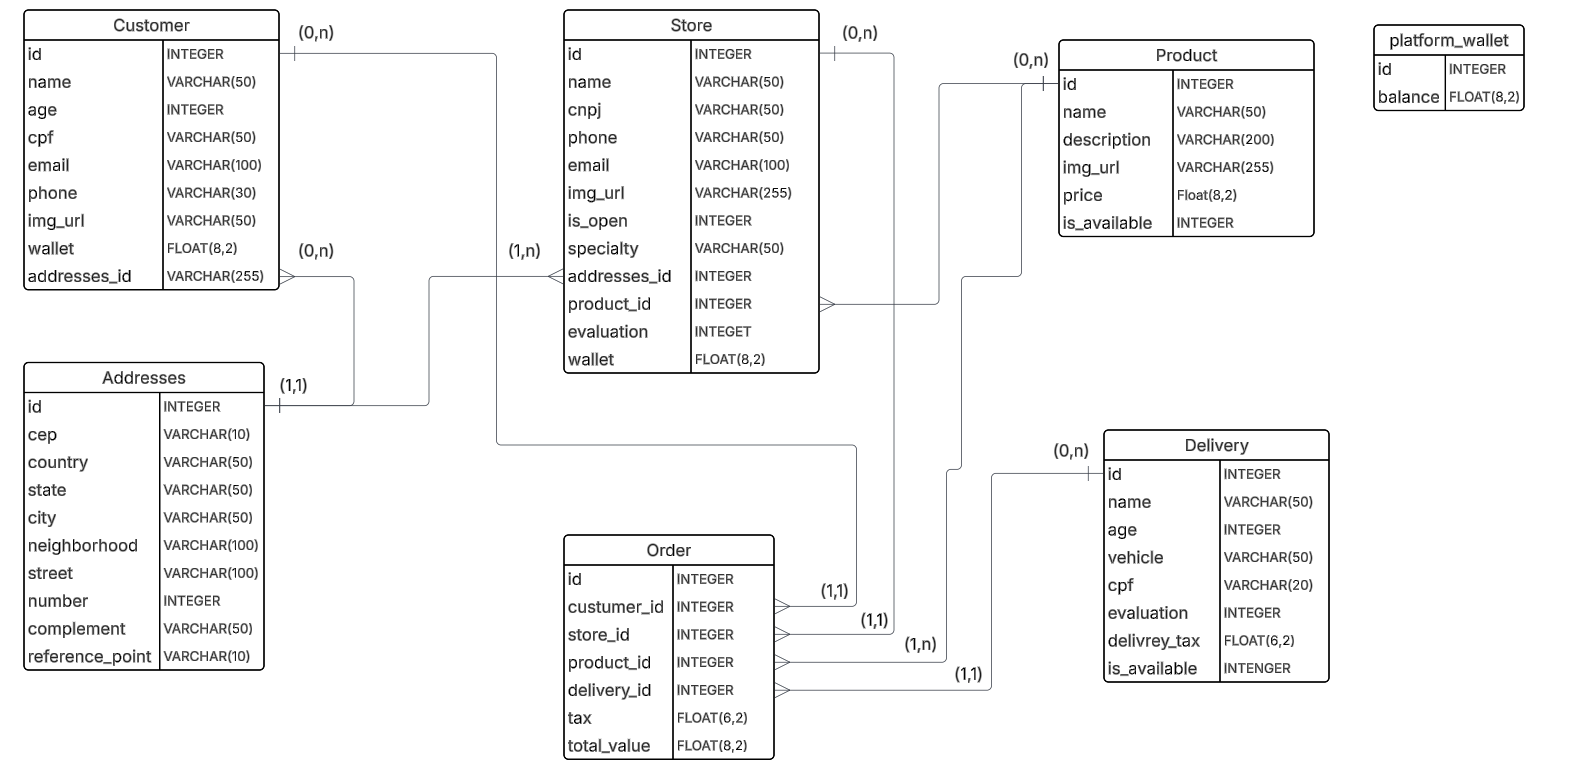 Customer
id INTEGER
name VARCHAR(50)
age INTEGER
cpf VARCHAR(50)
email VARCHAR(100)
phone VARCHAR(30)
img_url VARCHAR(50)
wallet FLOAT(8,2)
addresses_id VARCHAR(255)
(0,n)
(0,n)
Addresses
id INTEGER
cep VARCHAR(10)
country VARCHAR(50)
state VARCHAR(50)
city VARCHAR(50)
neighborhood VARCHAR(100)
street VARCHAR(100)
number INTEGER
complement VARCHAR(50)
reference_point VARCHAR(10)
(1,1)
Store
id INTEGER
name VARCHAR(50)
cnpj VARCHAR(50)
phone VARCHAR(50)
email VARCHAR(100)
img_url VARCHAR(255)
is_open INTEGER
specialty VARCHAR(50)
addresses_id INTEGER
product_id INTEGER
evaluation INTEGET
wallet FLOAT(8,2)
(1,n)
(0,n)
Order
id INTEGER
custumer_id INTEGER
store_id INTEGER
product_id INTEGER
delivery_id INTEGER
tax FLOAT(6,2)
total_value FLOAT(8,2)
(1,1)
(1,1)
(1,n)
(1,1)
Product
id INTEGER
name VARCHAR(50)
description VARCHAR(200)
img_url VARCHAR(255)
price Float(8,2)
is_available INTEGER
(0,n)
Delivery
id INTEGER
name VARCHAR(50)
age INTEGER
vehicle VARCHAR(50)
cpf VARCHAR(20)
evaluation INTEGER
delivrey_tax FLOAT(6,2)
is_available INTENGER
(0,n)
platform_wallet
id INTEGER
balance FLOAT(8,2)